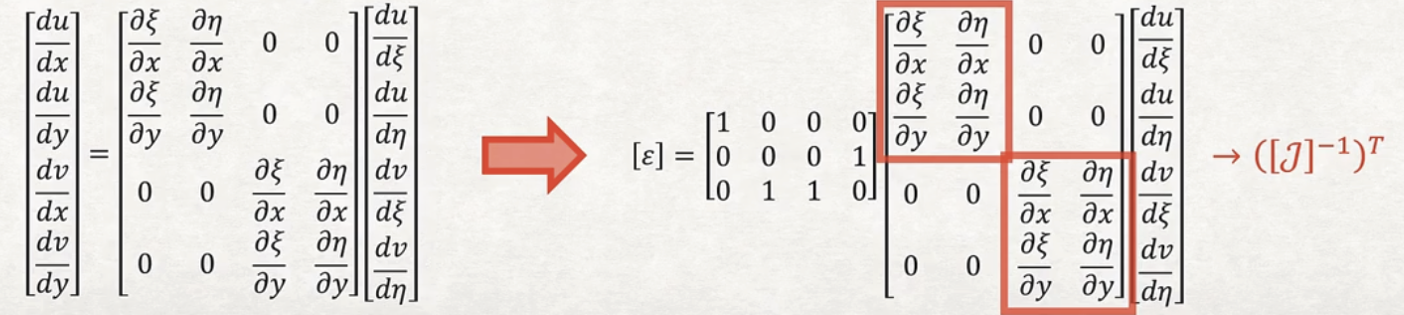 [du/dx du/dy dv/dx dv/dy] = [∂ξ/∂x ∂η/∂x 0 0; ∂ξ/∂y ∂η/∂y 0 0; 0 0 ∂ξ/∂x ∂η/∂x; 0 0 ∂ξ/∂y ∂η/∂y] [du/dξ du/dη dv/dξ dv/dη]
[ε] = [1 0 0 0; 0 0 0 1; 0 1 1 0] [∂ξ/∂x ∂η/∂x 0 0; ∂ξ/∂y ∂η/∂y 0 0; 0 0 ∂ξ/∂x ∂η/∂x; 0 0 ∂ξ/∂y ∂η/∂y] [du/dξ du/dη dv/dξ dv/dη] → ([𝒥]⁻¹)ᵀ